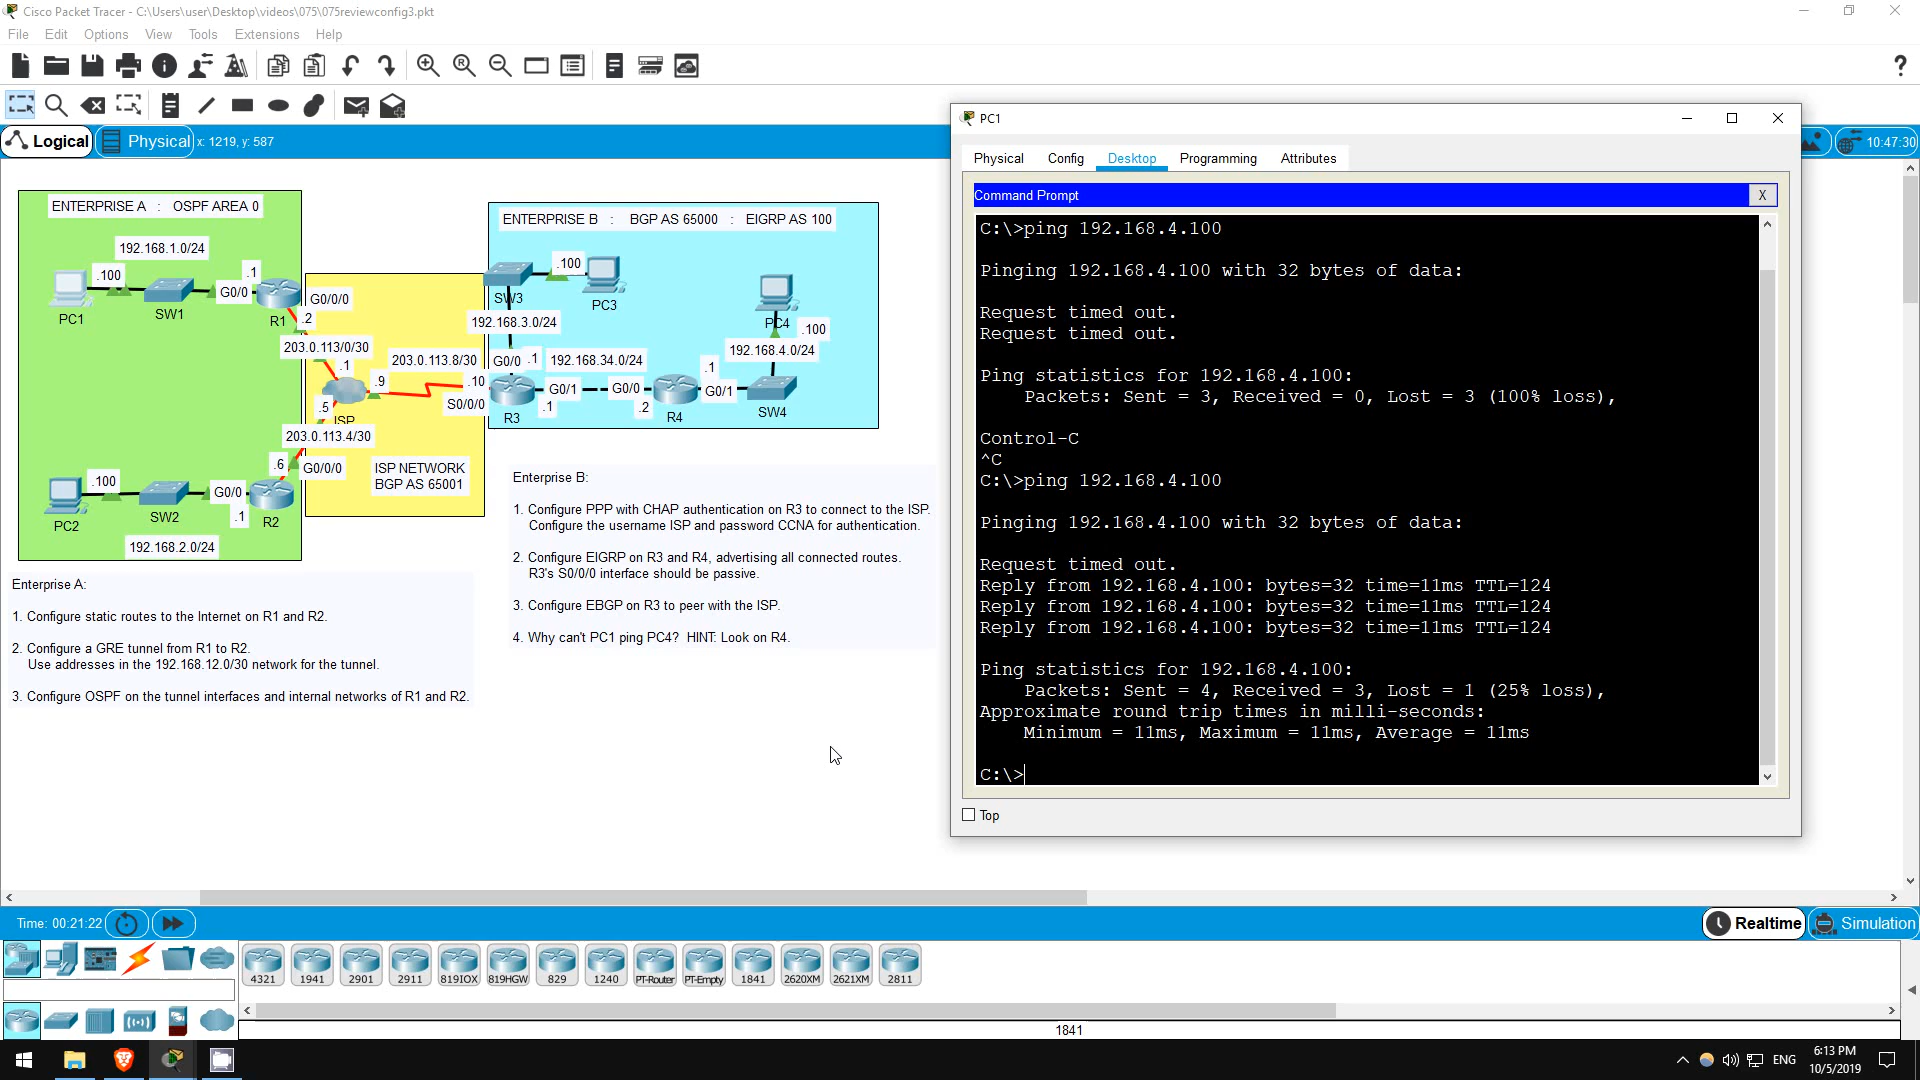 Cisco Packet Tracer - C:\Users\user\Desktop\videos\075\075reviewconfig3.pkt
File Edit Options View Tools Extensions Help
Logical Physical x: 1219, y: 587
10:47:30
ENTERPRISE A : OSPF AREA 0
192.168.1.0/24
.100
.1
G0/0
PC1
SW1
R1
G0/0/0
.2
203.0.113/0/30
.1
203.0.113.8/30
.9
.10
S0/0/0
.5
ISP
203.0.113.4/30
.6
G0/0/0
ISP NETWORK
BGP AS 65001
.100
G0/0
.1
PC2
SW2
R2
192.168.2.0/24
ENTERPRISE B : BGP AS 65000 : EIGRP AS 100
.100
SW3
PC3
192.168.3.0/24
PC4
.100
G0/0
.1
192.168.34.0/24
192.168.4.0/24
.1
G0/1
G0/0
G0/1
.1
.2
R3
R4
SW4
Enterprise A:
1. Configure static routes to the Internet on R1 and R2.
2. Configure a GRE tunnel from R1 to R2.
Use addresses in the 192.168.12.0/30 network for the tunnel.
3. Configure OSPF on the tunnel interfaces and internal networks of R1 and R2.
Enterprise B:
1. Configure PPP with CHAP authentication on R3 to connect to the ISP.
Configure the username ISP and password CCNA for authentication.
2. Configure EIGRP on R3 and R4, advertising all connected routes.
R3's S0/0/0 interface should be passive.
3. Configure EBGP on R3 to peer with the ISP.
4. Why can't PC1 ping PC4? HINT: Look on R4.
PC1
Physical Config Desktop Programming Attributes
Command Prompt
X
C:\>ping 192.168.4.100
Pinging 192.168.4.100 with 32 bytes of data:
Request timed out.
Request timed out.
Ping statistics for 192.168.4.100:
Packets: Sent = 3, Received = 0, Lost = 3 (100% loss),
Control-C
^C
C:\>ping 192.168.4.100
Pinging 192.168.4.100 with 32 bytes of data:
Request timed out.
Reply from 192.168.4.100: bytes=32 time=11ms TTL=124
Reply from 192.168.4.100: bytes=32 time=11ms TTL=124
Reply from 192.168.4.100: bytes=32 time=11ms TTL=124
Ping statistics for 192.168.4.100:
Packets: Sent = 4, Received = 3, Lost = 1 (25% loss),
Approximate round trip times in milli-seconds:
Minimum = 11ms, Maximum = 11ms, Average = 11ms
C:\>
Top
Time: 00:21:22
Realtime Simulation
4321 1941 2901 2911 819IOX 819HGW 829 1240 PT-Router PT-Empty 1841 2620XM 2621XM 2811
1841
ENG
6:13 PM
10/5/2019